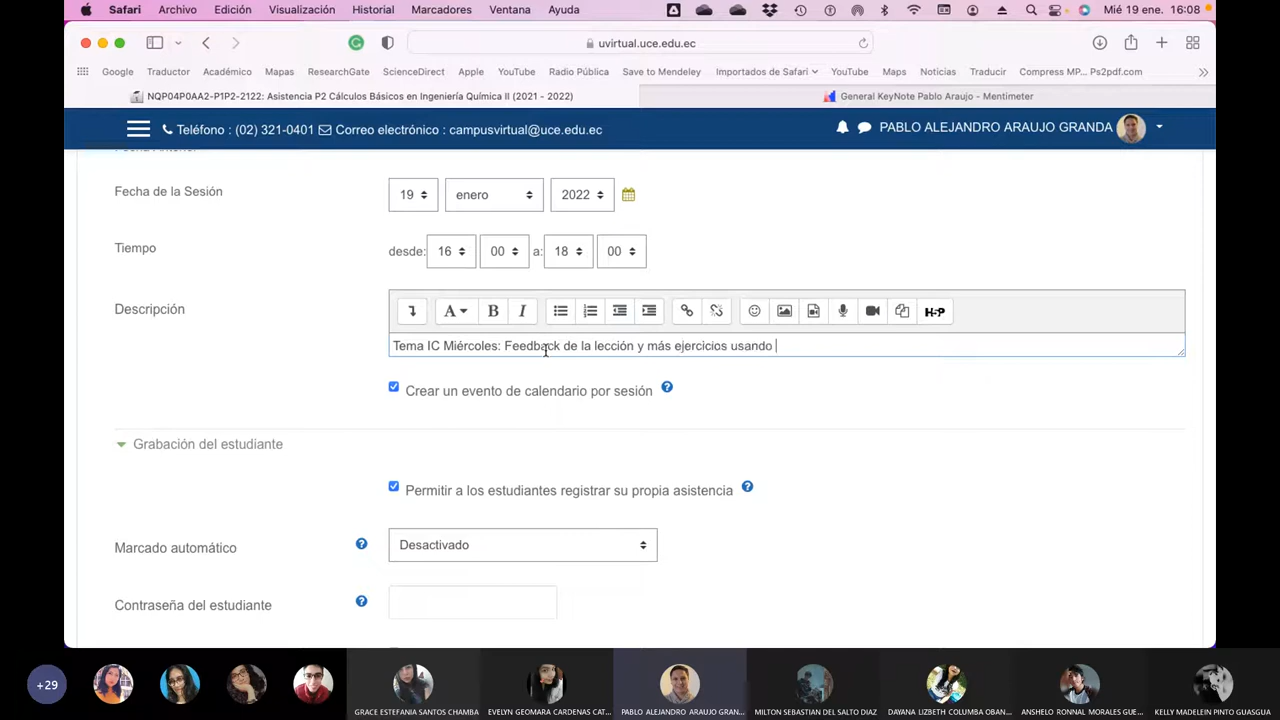 Safari Archivo Edición Visualización Historial Marcadores Ventana Ayuda Mié 19 ene. 16:08
uvirtual.uce.edu.ec
Google Traductor Académico Mapas ResearchGate ScienceDirect Apple YouTube Radio Pública Save to Mendeley Importados de Safari YouTube Maps Noticias Traducir Compress MP... Ps2pdf.com
NQP04P0AA2-P1P2-2122: Asistencia P2 Cálculos Básicos en Ingeniería Química II (2021 - 2022) General KeyNote Pablo Araujo - Mentimeter
Teléfono : (02) 321-0401 Correo electrónico : campusvirtual@uce.edu.ec PABLO ALEJANDRO ARAUJO GRANDA
Fecha de la Sesión 19 enero 2022
Tiempo desde: 16 00 a: 18 00
Descripción A B I H5P
Tema IC Miércoles: Feedback de la lección y más ejercicios usando
Crear un evento de calendario por sesión ?
Grabación del estudiante
Permitir a los estudiantes registrar su propia asistencia ?
Marcado automático ? Desactivado
Contraseña del estudiante ?
+29
GRACE ESTEFANIA SANTOS CHAMBA EVELYN GEOMARA CARDENAS CAT... PABLO ALEJANDRO ARAUJO GRAN... MILTON SEBASTIAN DEL SALTO DIAZ DAYANA LIZBETH COLUMBA OBAN... ANSHELO RONNAL MORALES GUE... KELLY MADELEIN PINTO GUASGUA